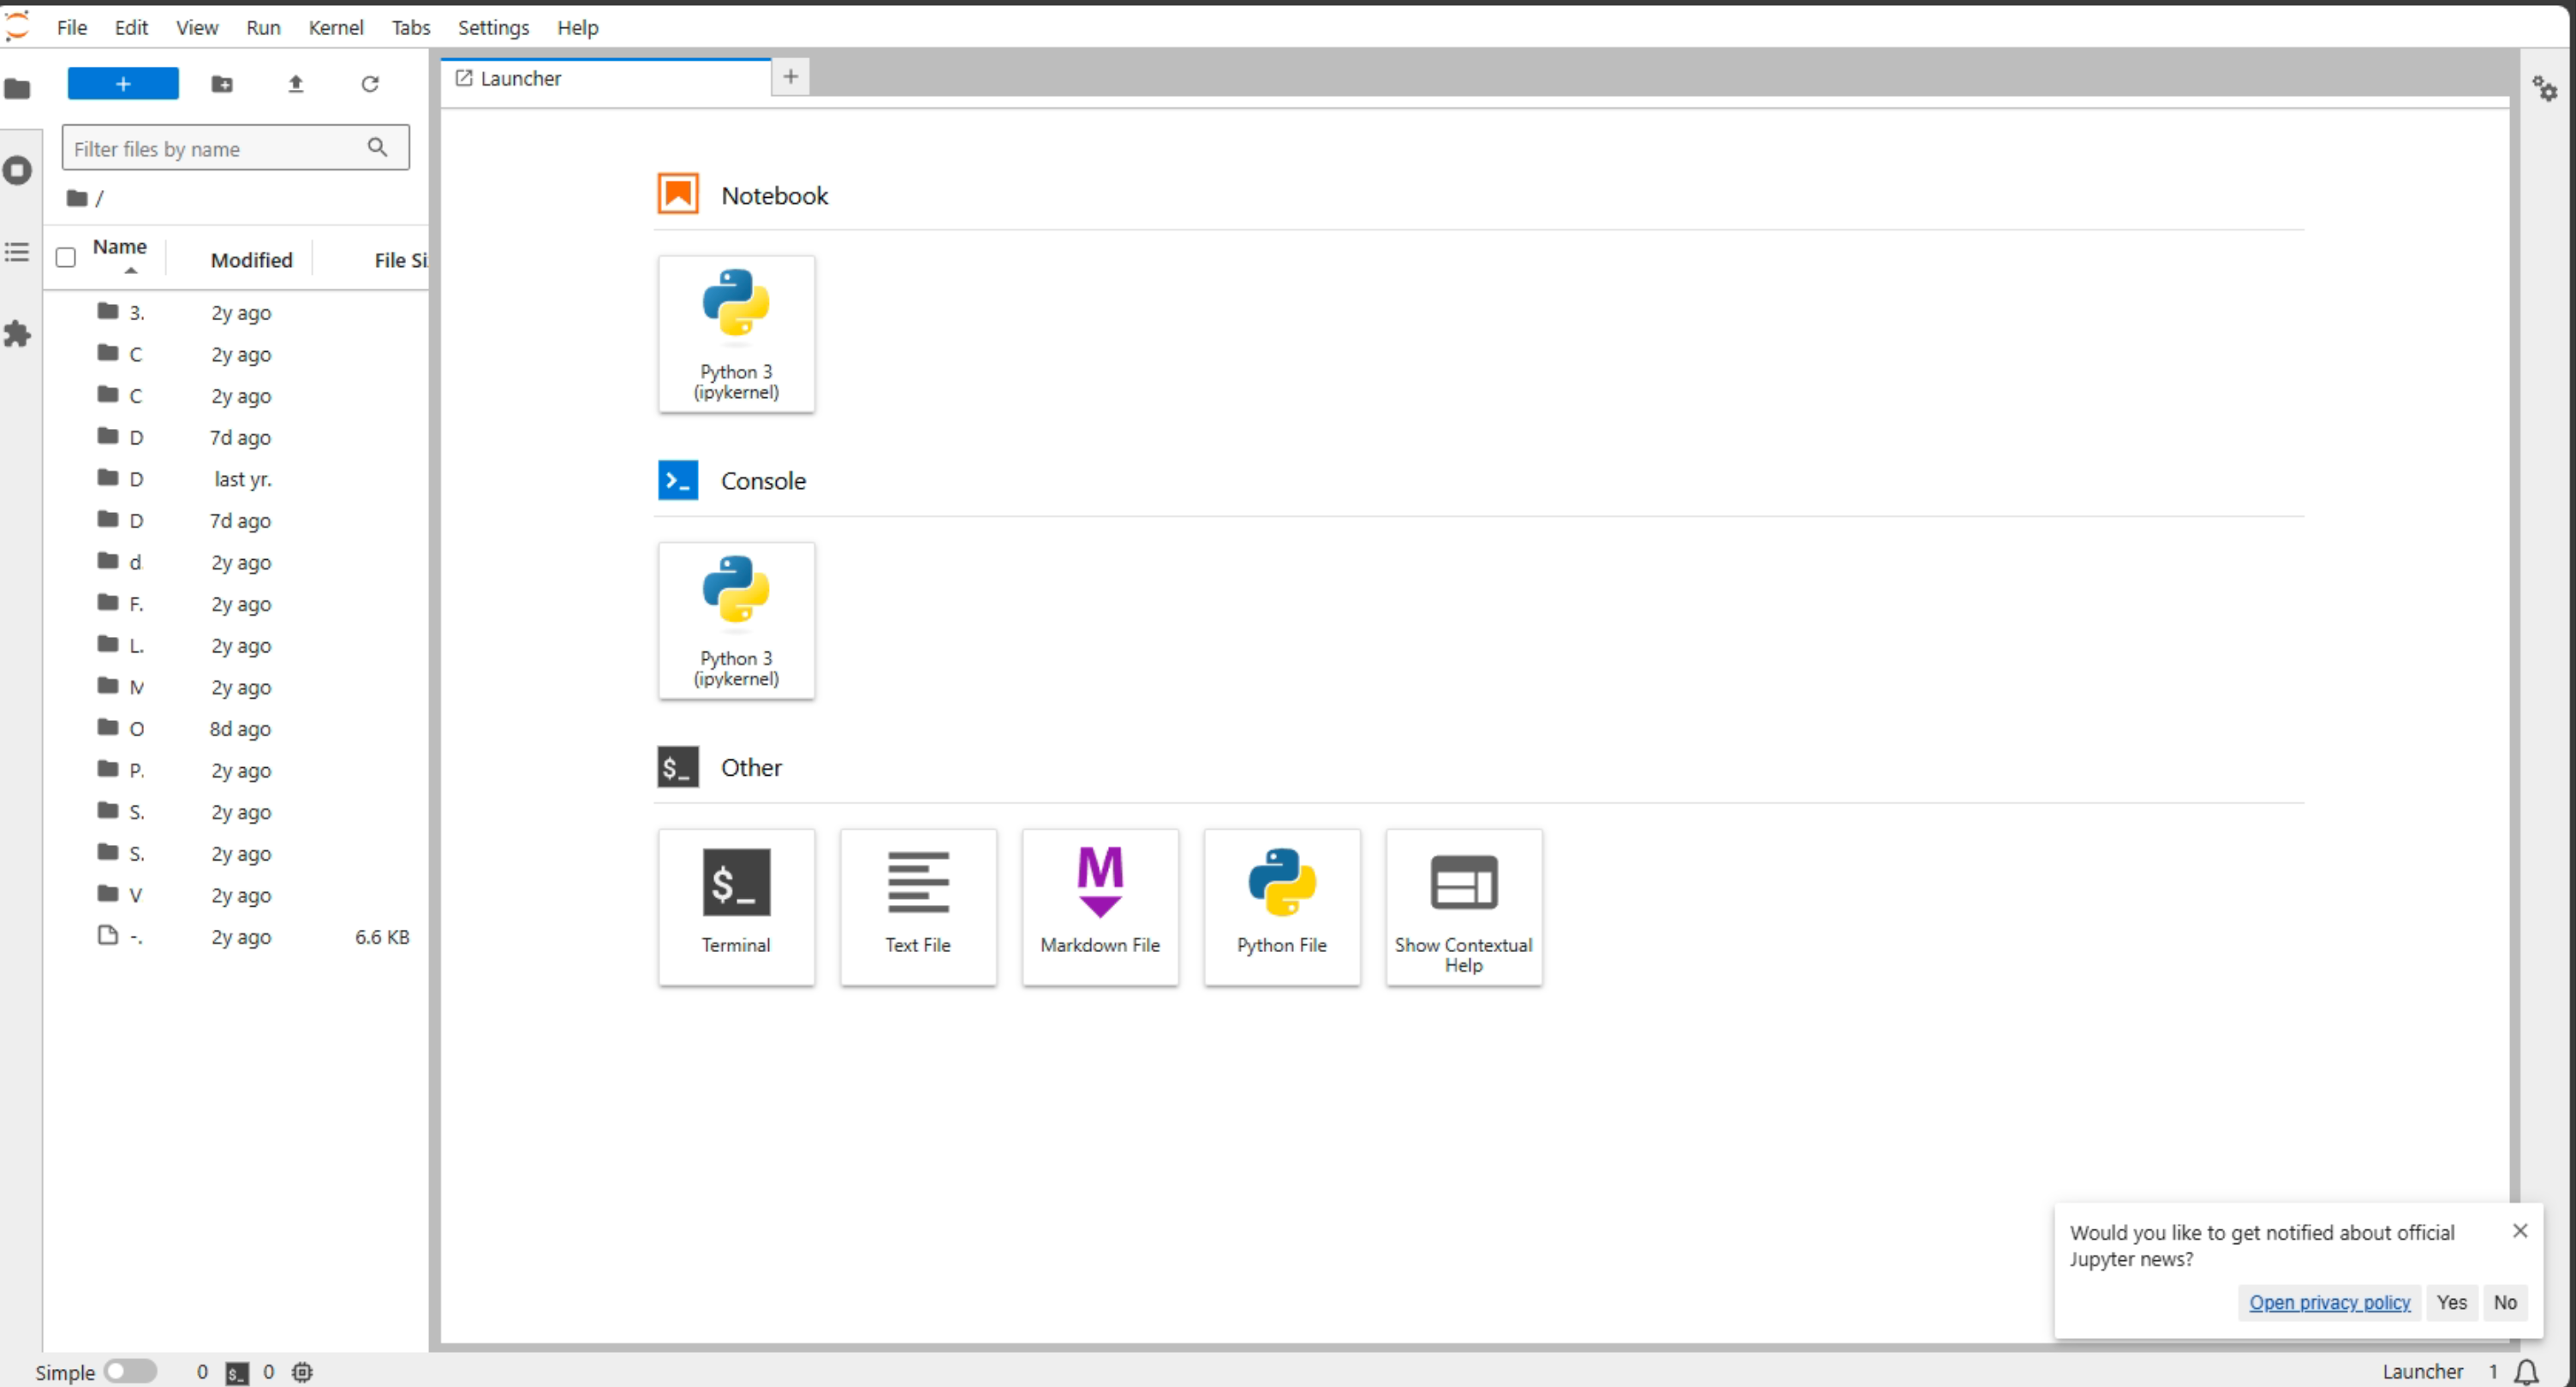 File Edit View Run Kernel Tabs Settings Help
Launcher
Filter files by name
/
Name Modified File Si
3. 2y ago
C 2y ago
C 2y ago
D 7d ago
D last yr.
D 7d ago
d. 2y ago
F. 2y ago
L. 2y ago
M 2y ago
O 8d ago
P. 2y ago
S. 2y ago
S. 2y ago
V 2y ago
-. 2y ago 6.6 KB
Notebook
Python 3
(ipykernel)
Console
Python 3
(ipykernel)
$_ Other
$_
Terminal
Text File
M
Markdown File
Python File
Show Contextual
Help
Would you like to get notified about official
Jupyter news?
Open privacy policy Yes No
Simple 0 $_ 0 Launcher 1